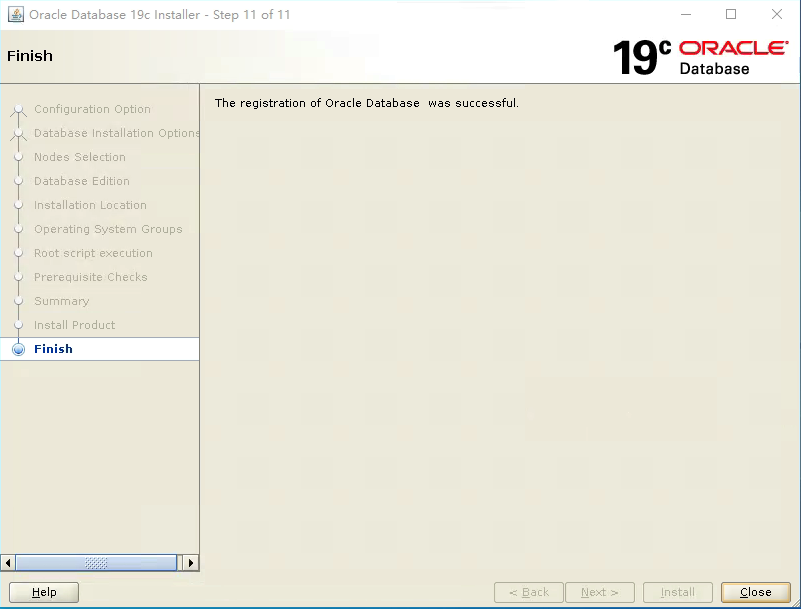 Oracle Database 19c Installer - Step 11 of 11
Finish
19c ORACLE
Database
Configuration Option
Database Installation Options
Nodes Selection
Database Edition
Installation Location
Operating System Groups
Root script execution
Prerequisite Checks
Summary
Install Product
Finish
The registration of Oracle Database  was successful.
Help
< Back
Next >
Install
Close